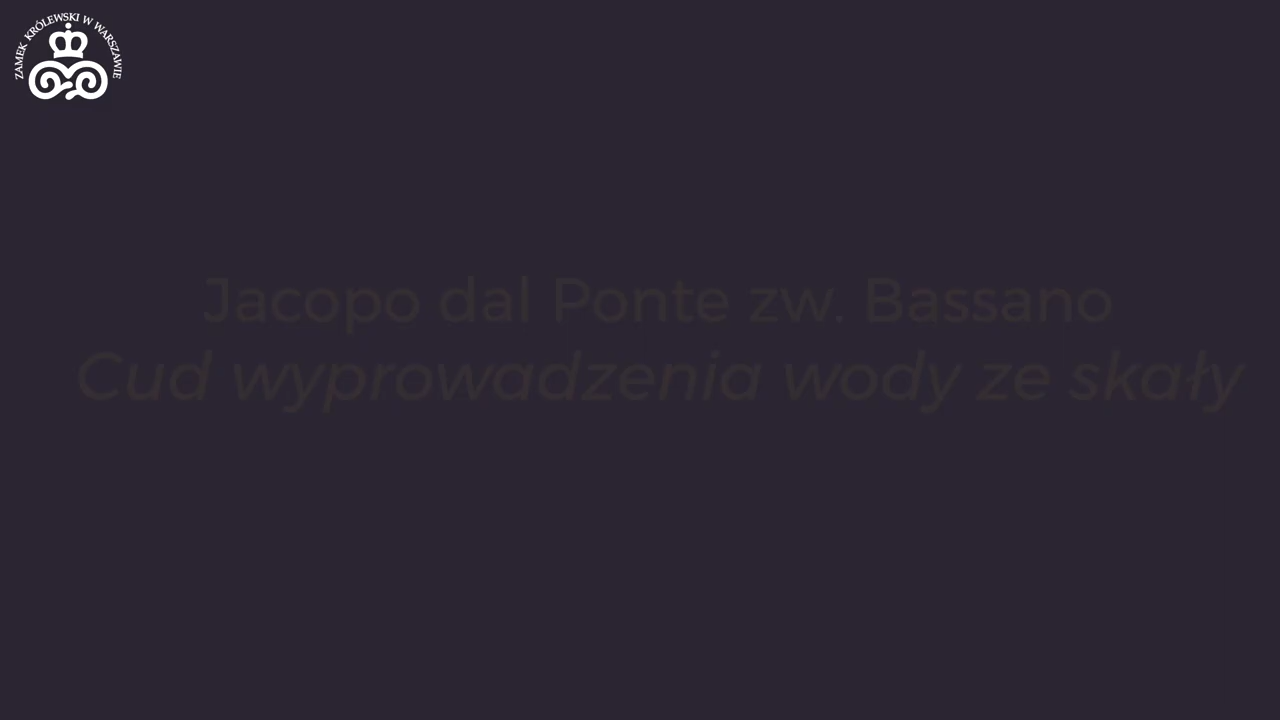 ZAMEK KRÓLEWSKI W WARSZAWIE
Jacopo dal Ponte zw. Bassano
Cud wyprowadzenia wody ze skały